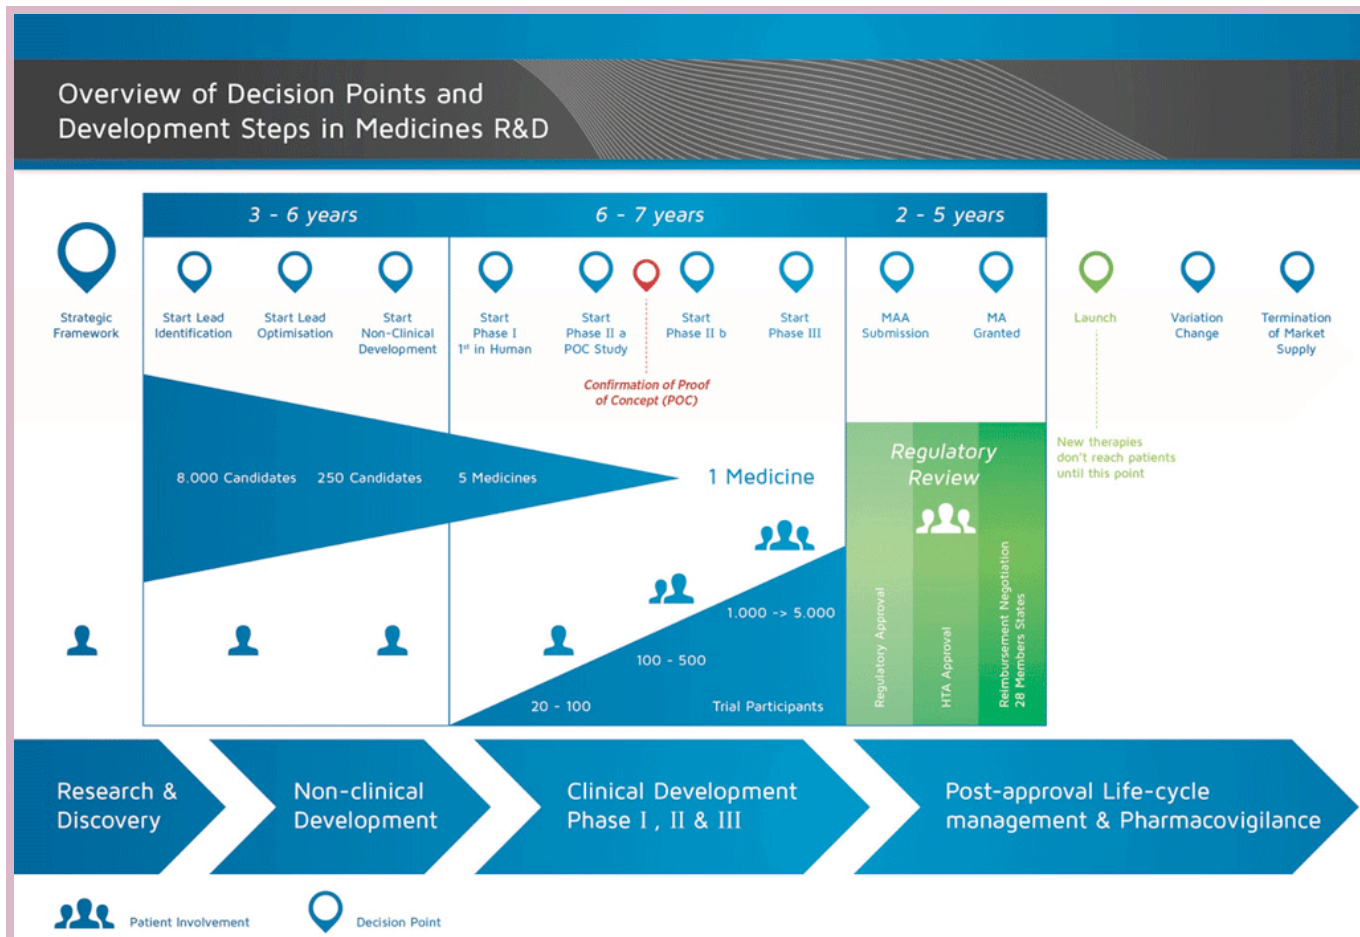 Overview of Decision Points and
Development Steps in Medicines R&D
3 - 6 years
6 - 7 years
2 - 5 years
Strategic
Framework
Start Lead
Identification
Start Lead
Optimisation
Start
Non-Clinical
Development
Start
Phase I
1st in Human
Start
Phase II a
POC Study
Start
Phase II b
Start
Phase III
MAA
Submission
MA
Granted
Launch
Variation
Change
Termination
of Market
Supply
Confirmation of Proof
of Concept (POC)
8.000 Candidates
250 Candidates
5 Medicines
1 Medicine
Regulatory
Review
New therapies
don't reach patients
until this point
1.000 -> 5.000
100 - 500
20 - 100
Trial Participants
Regulatory Approval
HTA Approval
Reimbursement Negotiation
28 Members States
Research &
Discovery
Non-clinical
Development
Clinical Development
Phase I , II & III
Post-approval Life-cycle
management & Pharmacovigilance
Patient Involvement
Decision Point